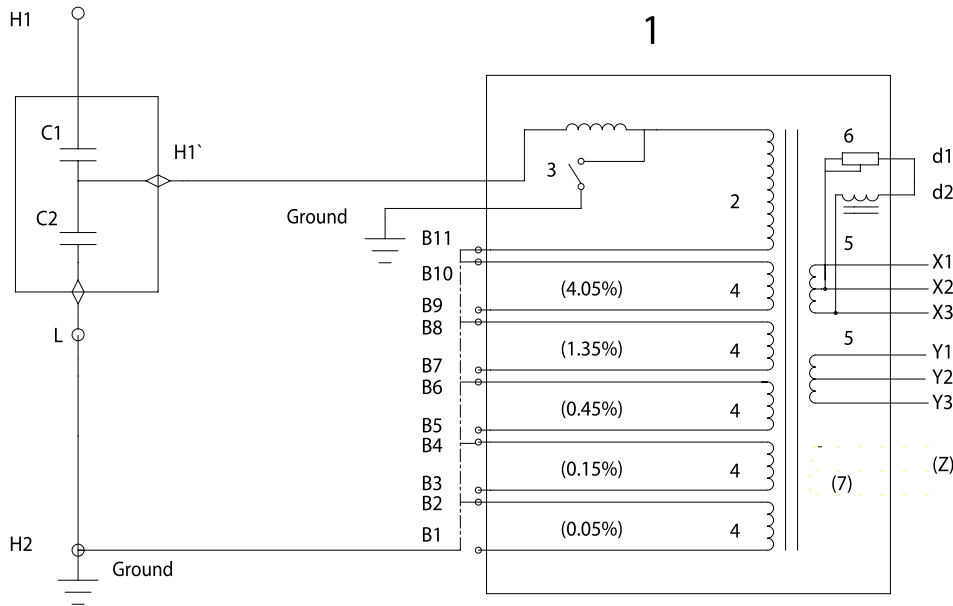 H1
1
C1
H1`
3
6
d1
d2
C2
Ground
2
B11
5
X1
B10
(4.05%)
4
X2
B9
X3
B8
(1.35%)
4
5
L
Y1
B7
Y2
B6
(0.45%)
4
Y3
B5
B4
(0.15%)
4
(Z)
B3
(7)
B2
B1
(0.05%)
4
H2
Ground